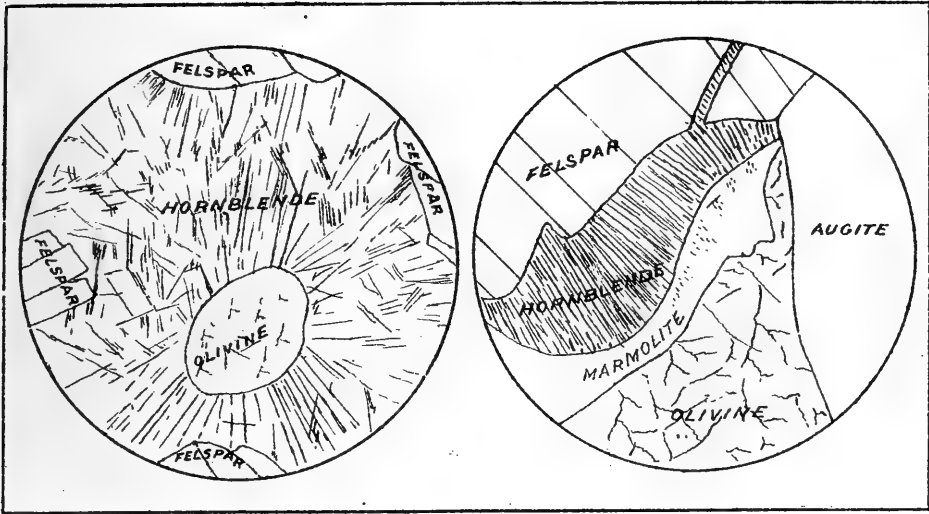 FELSPAR
FELSPAR
HORNBLENDE
FELSPAR
OLIVINE
FELSPAR
FELSPAR
AUGITE
HORNBLENDE
MARMOLITE
OLIVINE